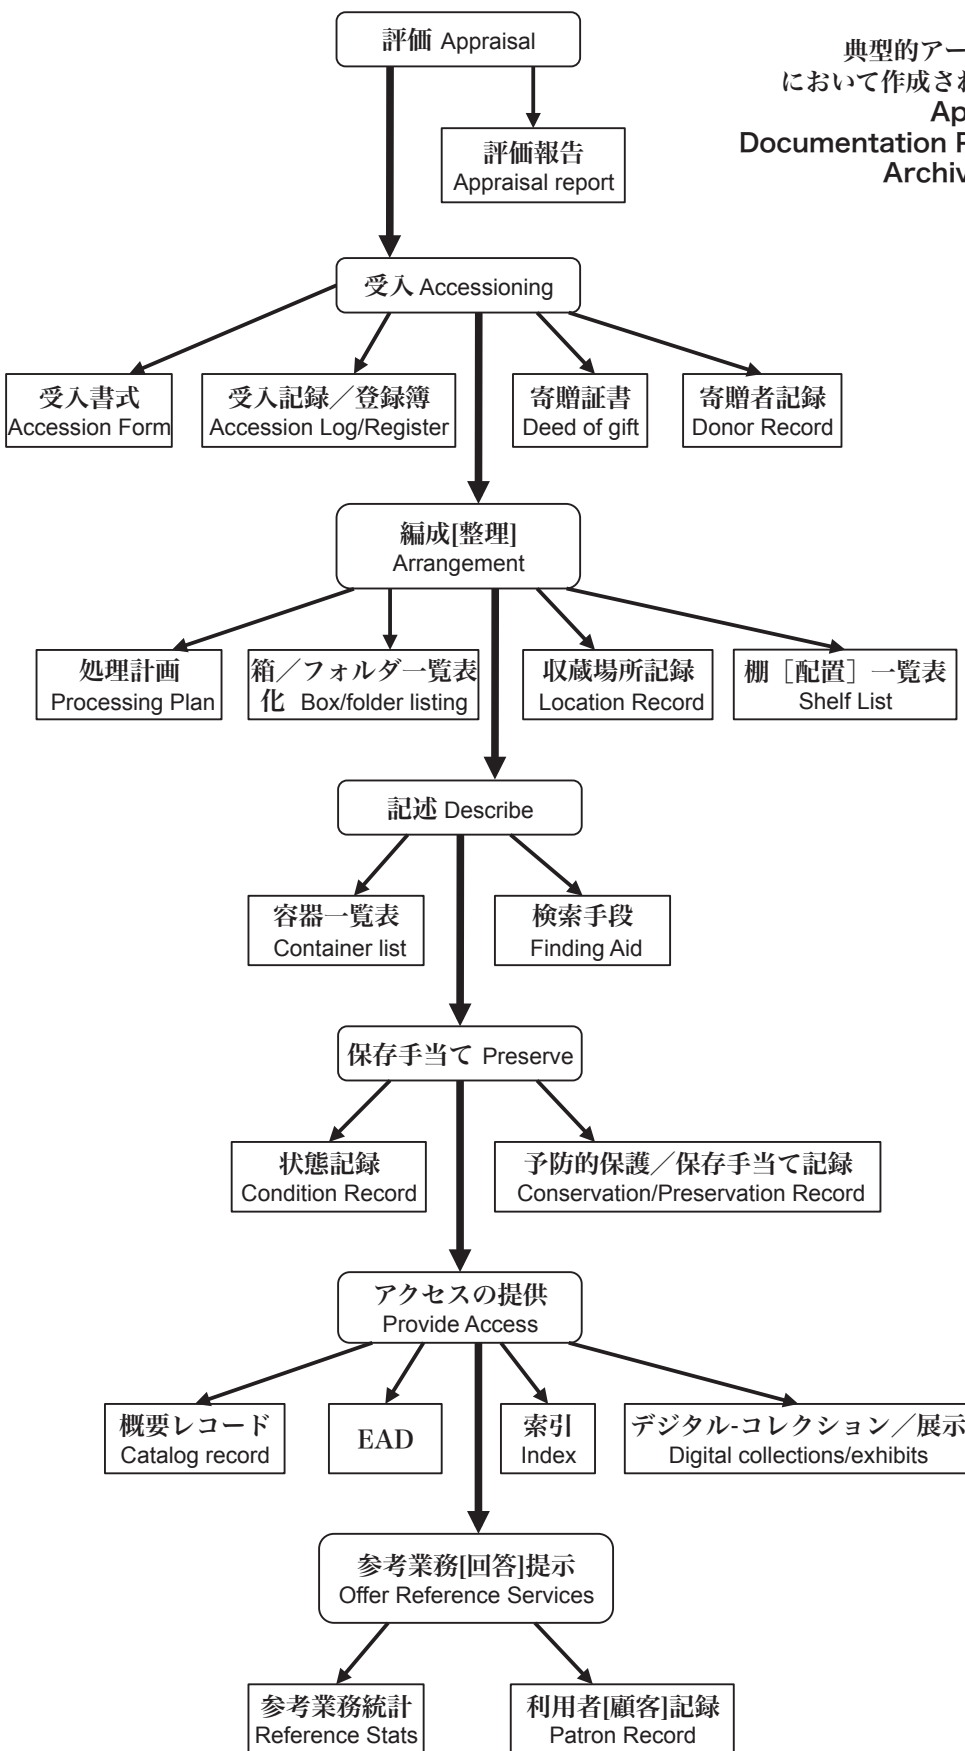 評価 Appraisal
典型的アー
において作成さ
Ap
Documentation
Archiv
評価報告
Appraisal report
受入 Accessioning
受入書式
Accession Form
受入記録／登録簿
Accession Log/Register
寄贈証書
Deed of gift
寄贈者記録
Donor Record
編成[整理]
Arrangement
処理計画
Processing Plan
箱／フォルダ一覧表
化 Box/folder listing
収蔵場所記録
Location Record
棚［配置］一覧表
Shelf List
記述 Describe
容器一覧表
Container list
検索手段
Finding Aid
保存手当て Preserve
状態記録
Condition Record
予防的保護／保存手当て記録
Conservation/Preservation Record
アクセスの提供
Provide Access
概要レコード
Catalog record
EAD
索引
Index
デジタル-コレクション／展示
Digital collections/exhibits
参考業務[回答]提示
Offer Reference Services
参考業務統計
Reference Stats
利用者[顧客]記録
Patron Record